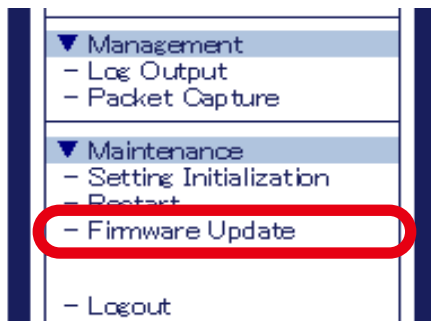 ▼ Management
− Log Output
− Packet Capture
▼ Maintenance
− Setting Initialization
− Restart
− Firmware Update
− Logout